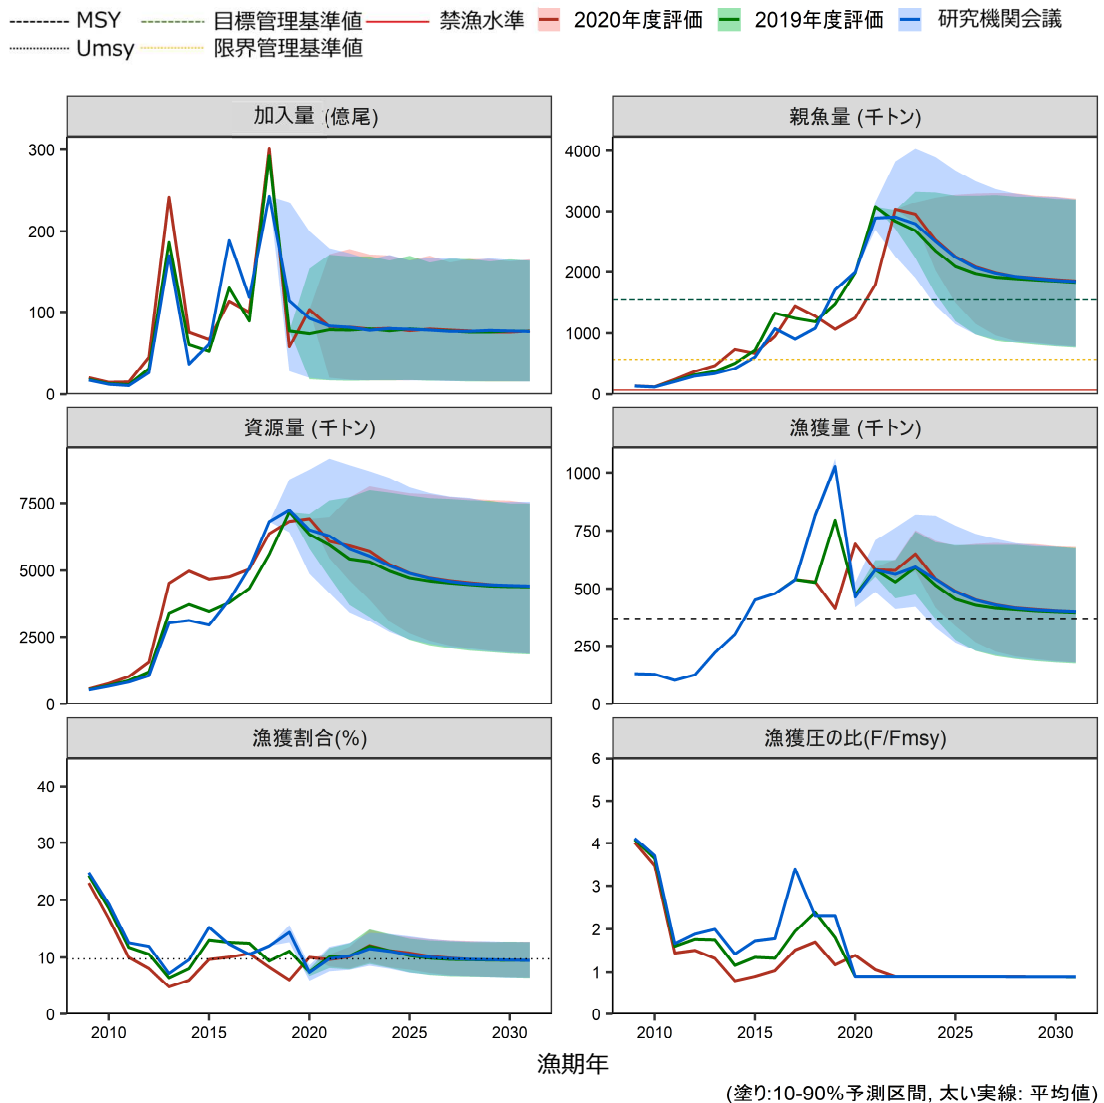 MSY 目標管理基準値 禁漁水準 2020年度評価 2019年度評価 研究機関会議
Umsy 限界管理基準値
加入量 (億尾) 親魚量 (千トン)
300 4000
3000
200
2000
100 1000
0 0
資源量 (千トン) 漁獲量 (千トン)
1000
7500
750
5000
500
2500 250
0 0
漁獲割合(%) 漁獲圧の比(F/Fmsy)
6
40
5
30 4
3
20
2
10
1
0 0
2010 2015 2020 2025 2030 2010 2015 2020 2025 2030
漁期年
(塗り:10-90%予測区間, 太い実線: 平均値)